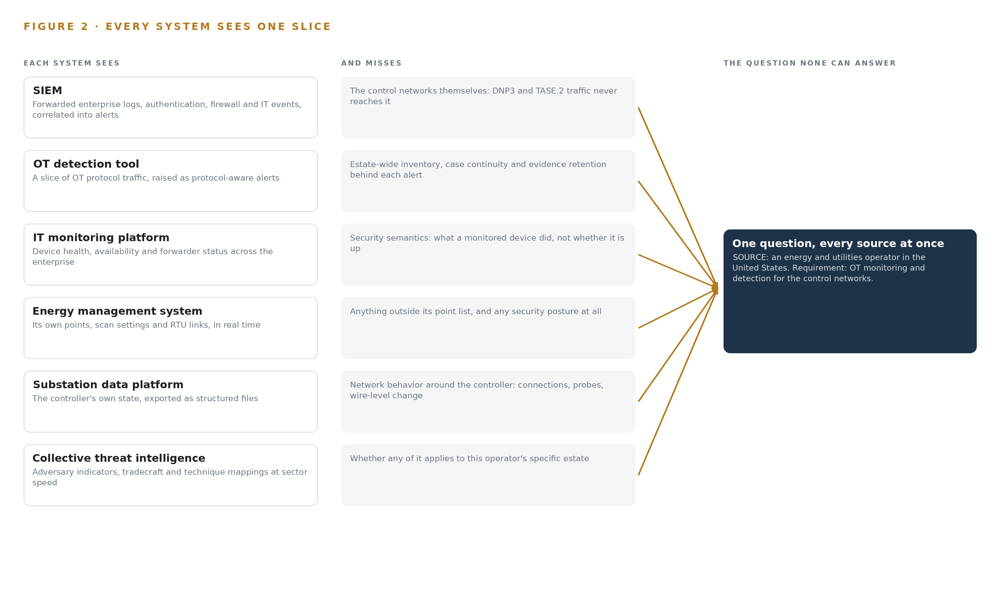 FIGURE 2 · EVERY SYSTEM SEES ONE SLICE
EACH SYSTEM SEES
AND MISSES
THE QUESTION NONE CAN ANSWER
SIEM
Forwarded enterprise logs, authentication, firewall and IT events,
correlated into alerts
The control networks themselves: DNP3 and TASE.2 traffic never
reaches it
OT detection tool
A slice of OT protocol traffic, raised as protocol-aware alerts
Estate-wide inventory, case continuity and evidence retention
behind each alert
IT monitoring platform
Device health, availability and forwarder status across the
enterprise
Security semantics: what a monitored device did, not whether it is
up
One question, every source at once
SOURCE: an energy and utilities operator in the
United States. Requirement: OT monitoring and
detection for the control networks.
Energy management system
Its own points, scan settings and RTU links, in real time
Anything outside its point list, and any security posture at all
Substation data platform
The controller's own state, exported as structured files
Network behavior around the controller: connections, probes,
wire-level change
Collective threat intelligence
Adversary indicators, tradecraft and technique mappings at sector
speed
Whether any of it applies to this operator's specific estate